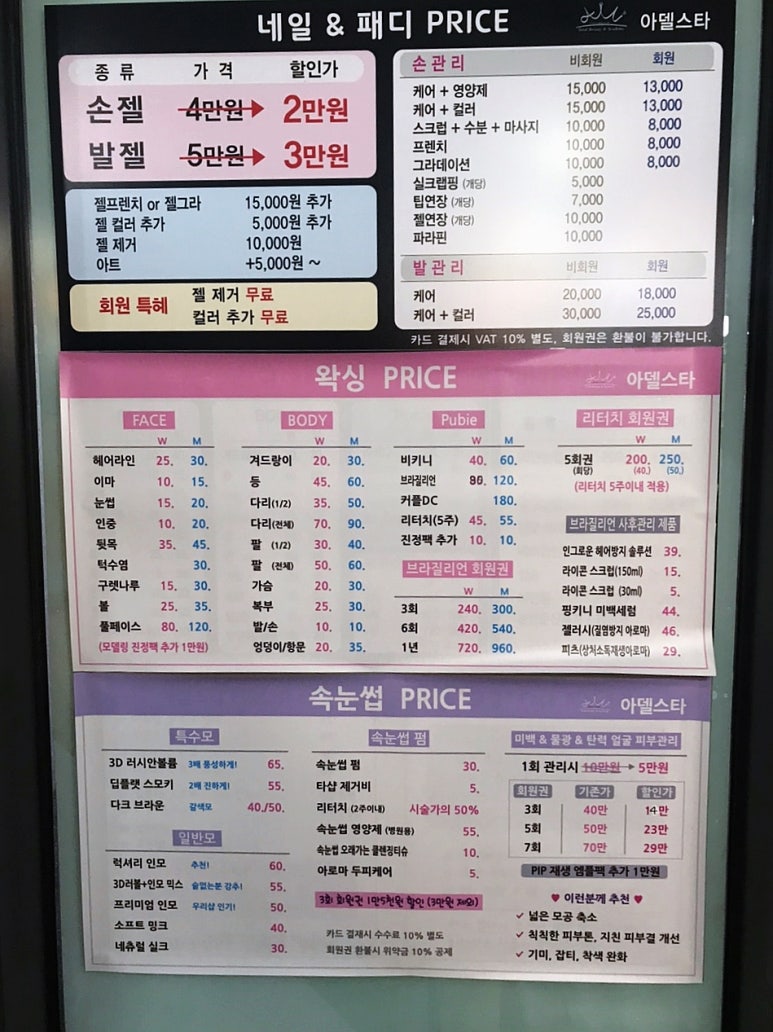 네일 & 패디 PRICE
아델스타
종류 가격 할인가
손젤 4만원 2만원
발젤 5만원 3만원
젤프렌치 or 젤그라 15,000원 추가
젤 컬러 추가 5,000원 추가
젤 제거 10,000원
아트 +5,000원 ~
회원 특혜
젤 제거 무료
컬러 추가 무료
손관리 비회원 회원
케어 + 영양제 15,000 13,000
케어 + 컬러 15,000 13,000
스크럽 + 수분 + 마사지 10,000 8,000
프렌치 10,000 8,000
그라데이션 10,000 8,000
실크랩핑 (개당) 5,000
팁연장 (개당) 7,000
젤연장 (개당) 10,000
파라핀 10,000
발관리 비회원 회원
케어 20,000 18,000
케어 + 컬러 30,000 25,000
카드 결제시 VAT 10% 별도, 회원권은 환불이 불가합니다.
왁싱 PRICE
아델스타
FACE
W M
헤어라인 25. 30.
이마 10. 15.
눈썹 15. 20.
인중 10. 20.
뒷목 35. 45.
턱수염 30.
구렛나루 15. 30.
볼 25. 35.
풀페이스 80. 120.
(모델링 진정팩 추가 1만원)
BODY
W M
겨드랑이 20. 30.
등 45. 60.
다리(1/2) 35. 50.
다리(전체) 70. 90.
팔 (1/2) 30. 40.
팔 (전체) 50. 60.
가슴 20. 30.
복부 25. 30.
발/손 10. 10.
엉덩이/항문 20. 35.
Pubie
W M
비키니 40. 60.
브라질리언 120.
커플DC 180.
리터치(5주) 45. 55.
진정팩 추가 10. 10.
브라질리언 회원권
W M
3회 240. 300.
6회 420. 540.
1년 720. 960.
리터치 회원권
W M
5회권 200. 250.
(회당) (40.) (50.)
(리터치 5주이내 적용)
브라질리언 사후관리 제품
인그로운 헤어방지 솔루션 39.
라이콘 스크럽(150ml) 15.
라이콘 스크럽 (30ml) 5.
핑키니 미백세럼 44.
젤러시(질염방지 아로마) 46.
피츠(상처소독재생아로마) 29.
속눈썹 PRICE
아델스타
특수모
3D 러시안볼륨 3배 풍성하게! 65.
딥플랫 스모키 2배 진하게! 55.
다크 브라운 갈색모 40./50.
일반모
럭셔리 인모 추천! 60.
3D러블+인모 믹스 숱없는분 강추! 55.
프리미엄 인모 우리샵 인기! 50.
소프트 밍크 40.
네츄럴 실크 30.
속눈썹 펌
속눈썹 펌 30.
타샵 제거비 5.
리터치 (2주이내) 시술가의 50%
속눈썹 영양제 (병원용) 55.
속눈썹 오래가는 클렌징티슈 10.
아로마 두피케어 5.
3회 회원권 1만5천원 할인 (3만원 제외)
카드 결재시 수수료 10% 별도
회원권 환불시 위약금 10% 공제
미백 & 물광 & 탄력 얼굴 피부관리
1회 관리시 10만원 5만원
회원권 기존가 할인가
3회 40만 14만
5회 50만 23만
7회 70만 29만
PIP 재생 엠플팩 추가 1만원
♥ 이런분께 추천 ♥
✓ 넓은 모공 축소
✓ 칙칙한 피부톤, 지친 피부결 개선
✓ 기미, 잡티, 착색 완화